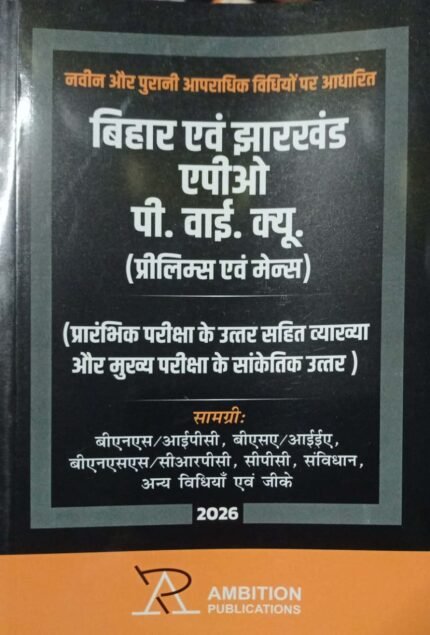 नवीन और पुरानी आपराधिक विधियों पर आधारित
बिहार एवं झारखंड
एपीओ
पी. वाई. क्यू.
(प्रीलिम्स एवं मेन्स)
(प्रारंभिक परीक्षा के उत्तर सहित व्याख्या
और मुख्य परीक्षा के सांकेतिक उत्तर )
सामग्री:
बीएनएस/आईपीसी, बीएसए/आईईए,
बीएनएसएस/सीआरपीसी, सीपीसी, संविधान,
अन्य विधियाँ एवं जीके
2026
AMBITION
PUBLICATIONS